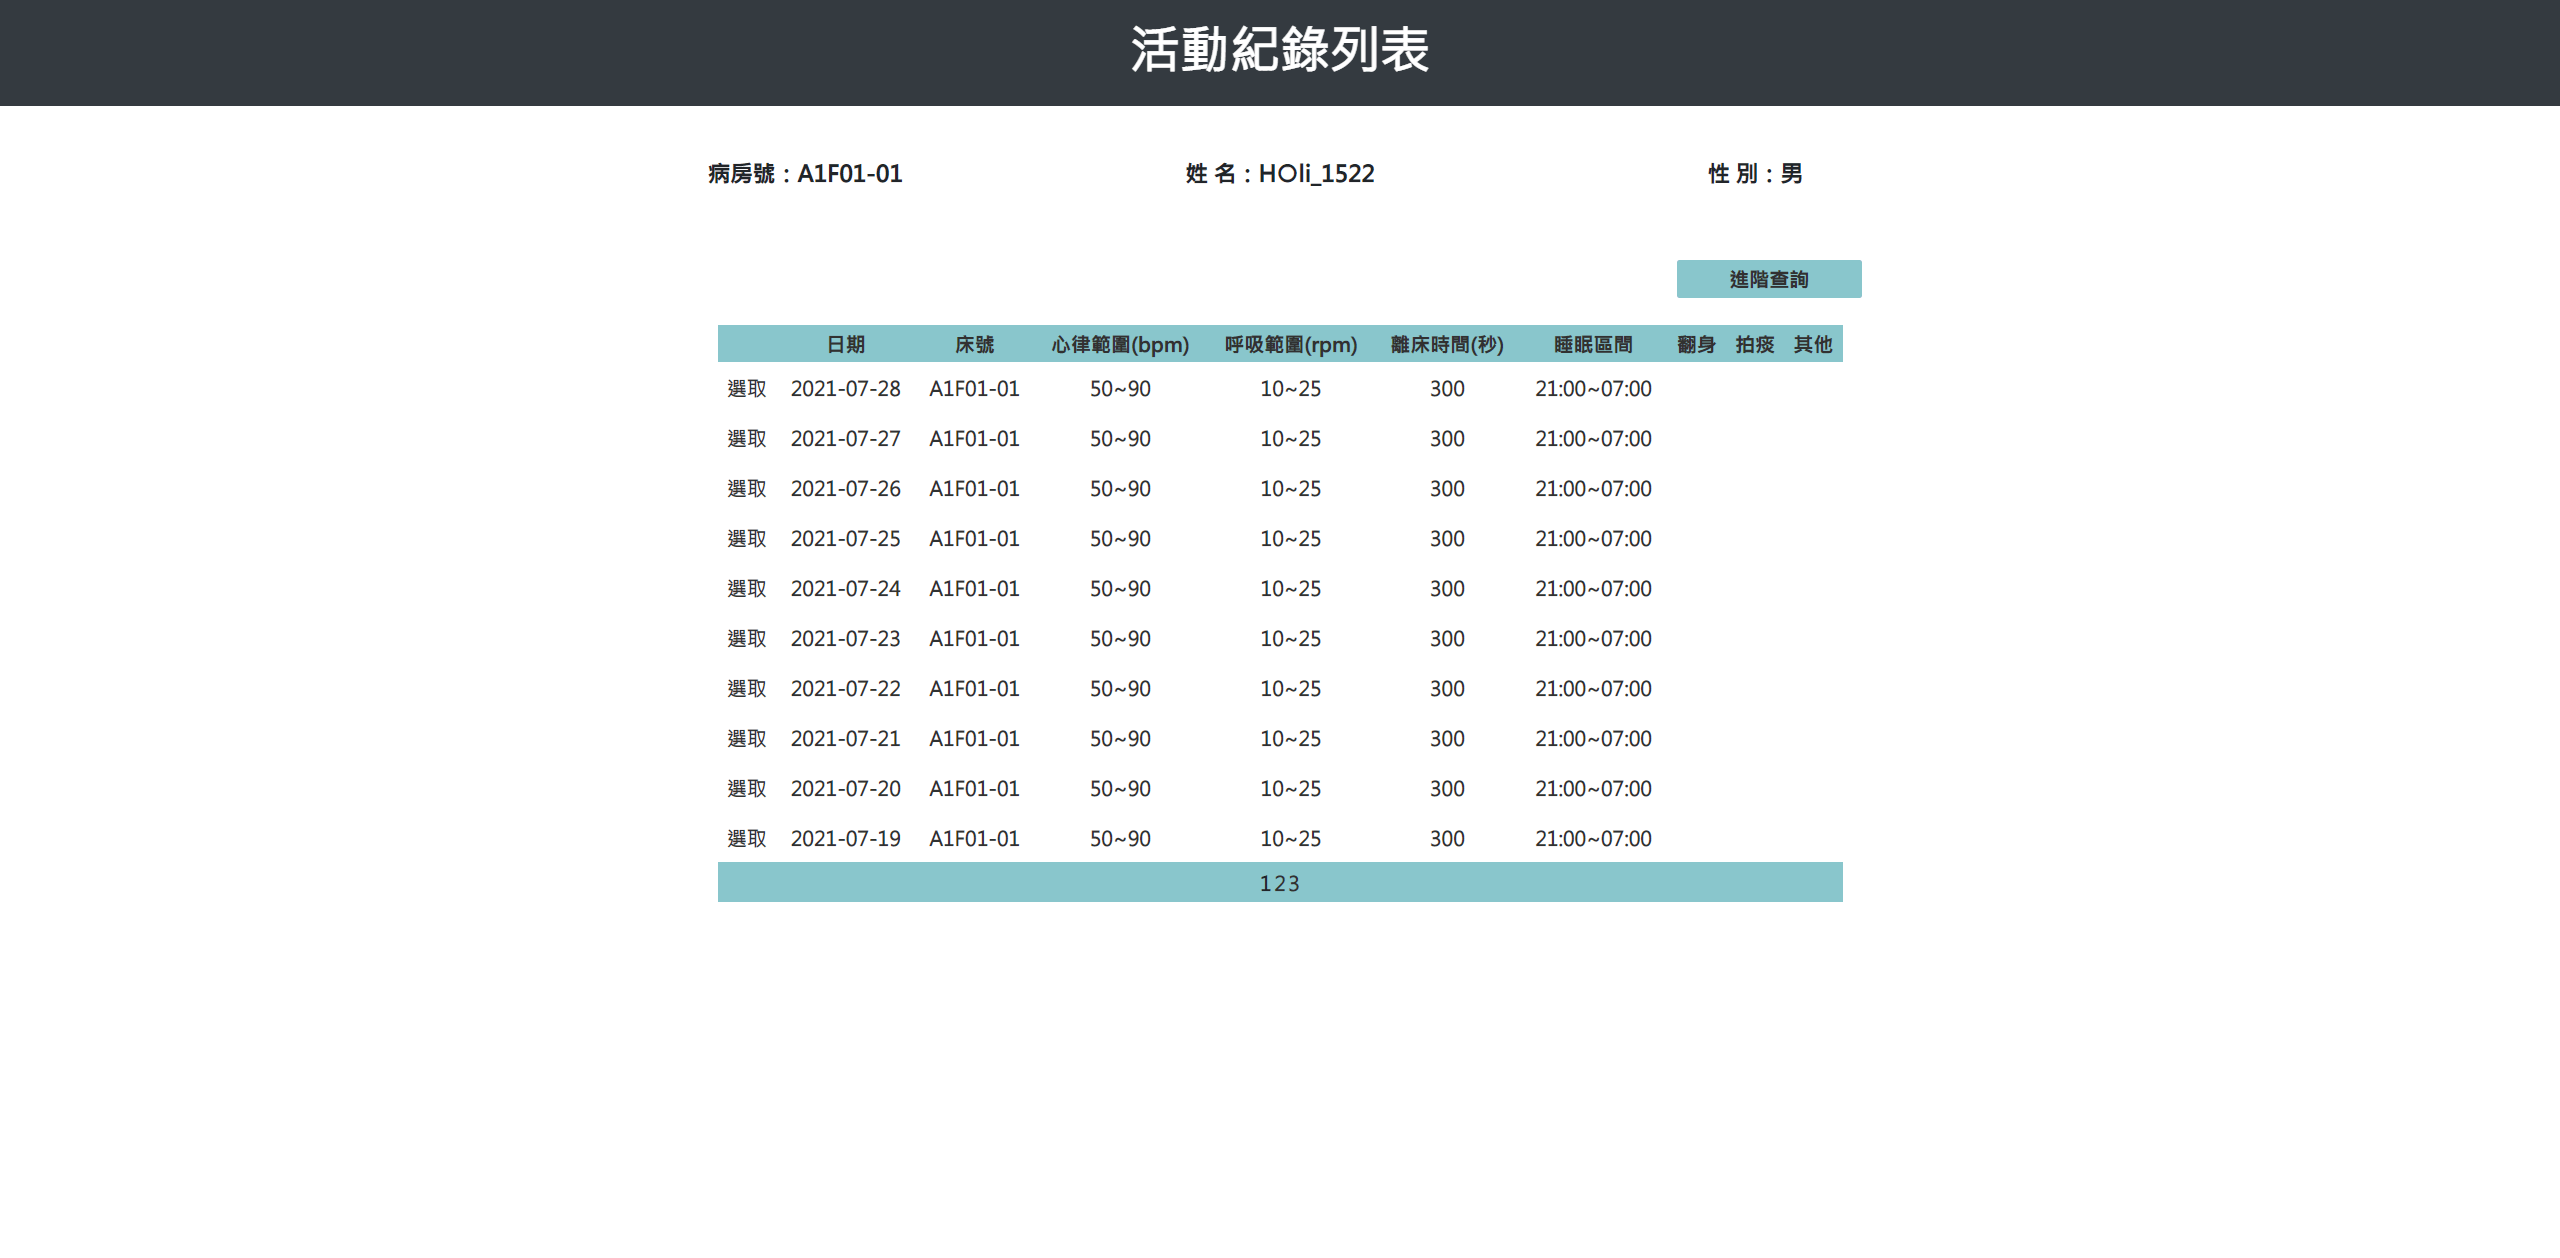 活動紀錄列表
病房號：A1F01-01 姓 名：H〇li_1522 性 別：男
進階查詢
日期 床號 心律範圍(bpm) 呼吸範圍(rpm) 離床時間(秒) 睡眠區間 翻身 拍痰 其他
選取 2021-07-28 A1F01-01 50~90 10~25 300 21:00~07:00
選取 2021-07-27 A1F01-01 50~90 10~25 300 21:00~07:00
選取 2021-07-26 A1F01-01 50~90 10~25 300 21:00~07:00
選取 2021-07-25 A1F01-01 50~90 10~25 300 21:00~07:00
選取 2021-07-24 A1F01-01 50~90 10~25 300 21:00~07:00
選取 2021-07-23 A1F01-01 50~90 10~25 300 21:00~07:00
選取 2021-07-22 A1F01-01 50~90 10~25 300 21:00~07:00
選取 2021-07-21 A1F01-01 50~90 10~25 300 21:00~07:00
選取 2021-07-20 A1F01-01 50~90 10~25 300 21:00~07:00
選取 2021-07-19 A1F01-01 50~90 10~25 300 21:00~07:00
1 2 3